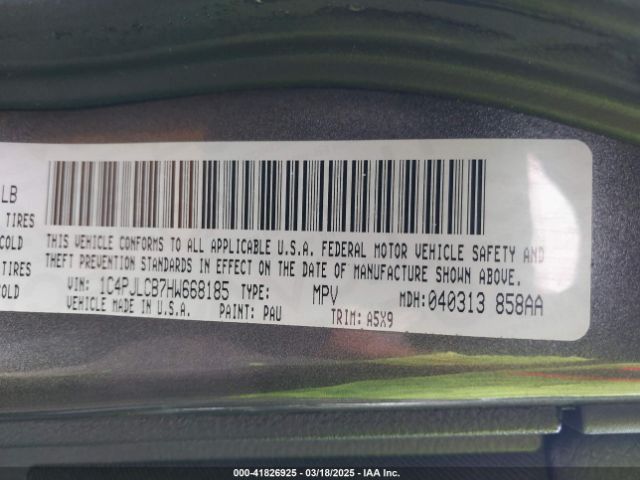 LB
TIRES
COLD
TIRES
COLD
THIS VEHICLE CONFORMS TO ALL APPLICABLE U.S.A. FEDERAL MOTOR VEHICLE SAFETY AND
THEFT PREVENTION STANDARDS IN EFFECT ON THE DATE OF MANUFACTURE SHOWN ABOVE.
VIN: 1C4PJLCB7HW668185 TYPE: MPV MDH: 040313 858AA
VEHICLE MADE IN U.S.A. PAINT: PAU TRIM: A5X9
000-41826925 - 03/18/2025 - IAA Inc.